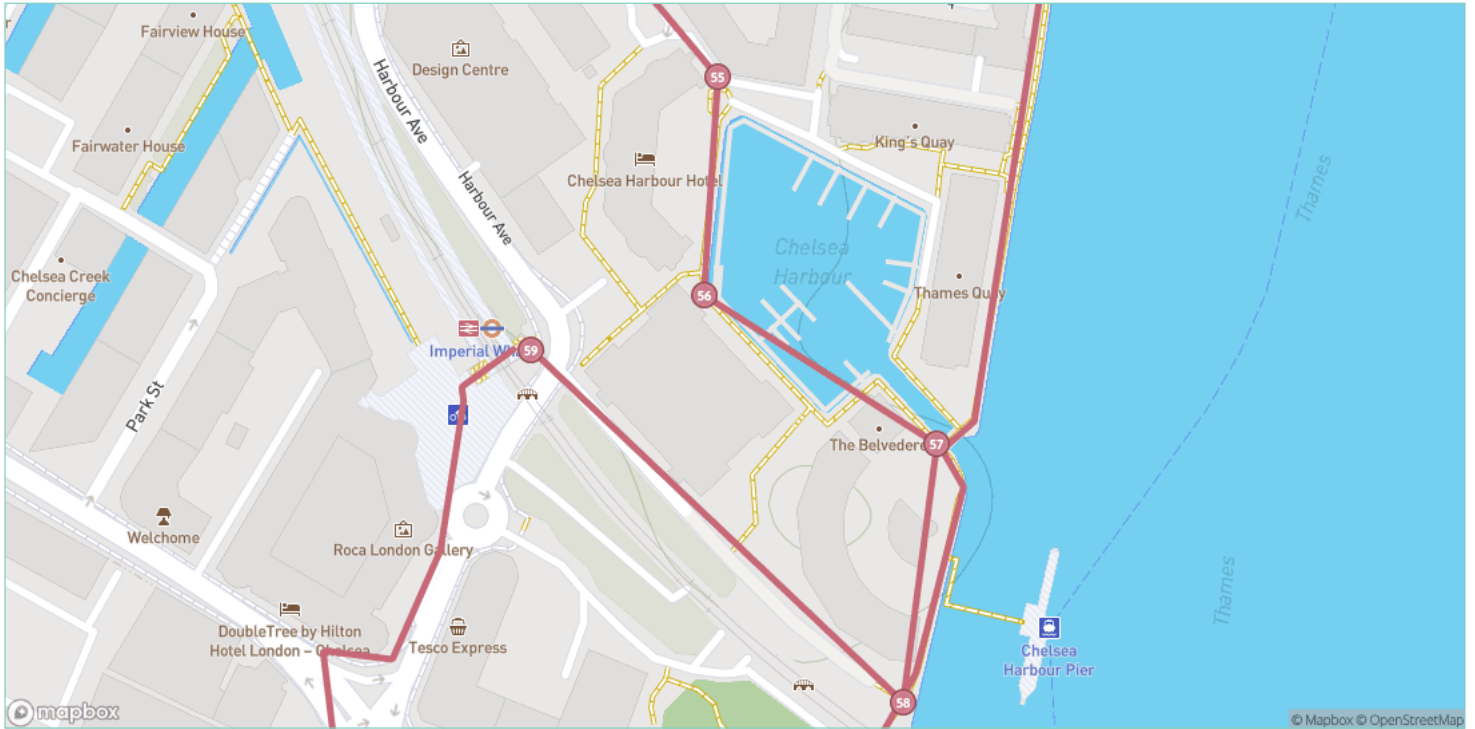 Fairview House
Design Centre
Harbour Ave
55
Fairwater House
King's Quay
Chelsea Harbour Hotel
Harbour Ave
Thames
Chelsea
Harbour
Chelsea Creek
Concierge
Thames Quay
56
Imperial Wha
59
Park St
The Belvedere
57
Welchome
Roca London Gallery
Thames
DoubleTree by Hilton
Hotel London – Chelsea
Tesco Express
Chelsea
Harbour Pier
58
mapbox
© Mapbox © OpenStreetMap